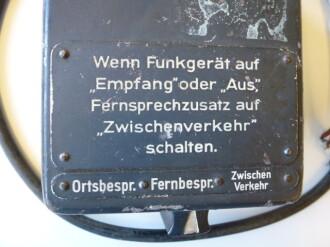 Wenn Funkgerät auf
„Empfang" oder „Aus„
Fernsprechzusatz auf
„Zwischenverkehr"
schalten.
Ortsbespr. Fernbespr. Zwischen
Verkehr